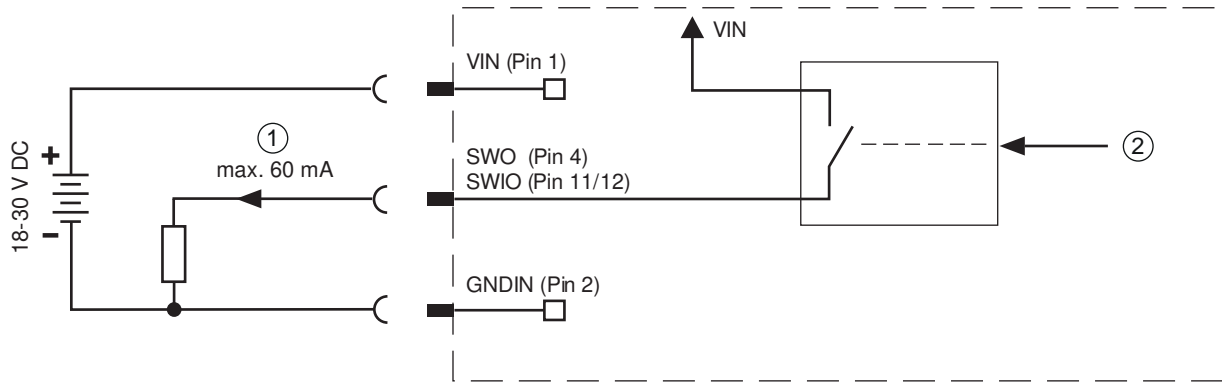 VIN
VIN (Pin 1)
1
max. 60 mA
SWO (Pin 4)
SWIO (Pin 11/12)
2
18-30 V DC
+
-
GNDIN (Pin 2)